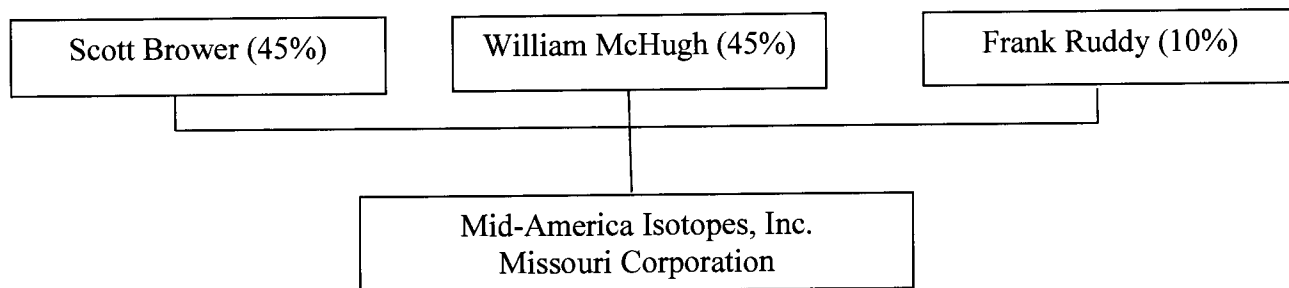 Scott Brower (45%)
William McHugh (45%)
Frank Ruddy (10%)
Mid-America Isotopes, Inc.
Missouri Corporation